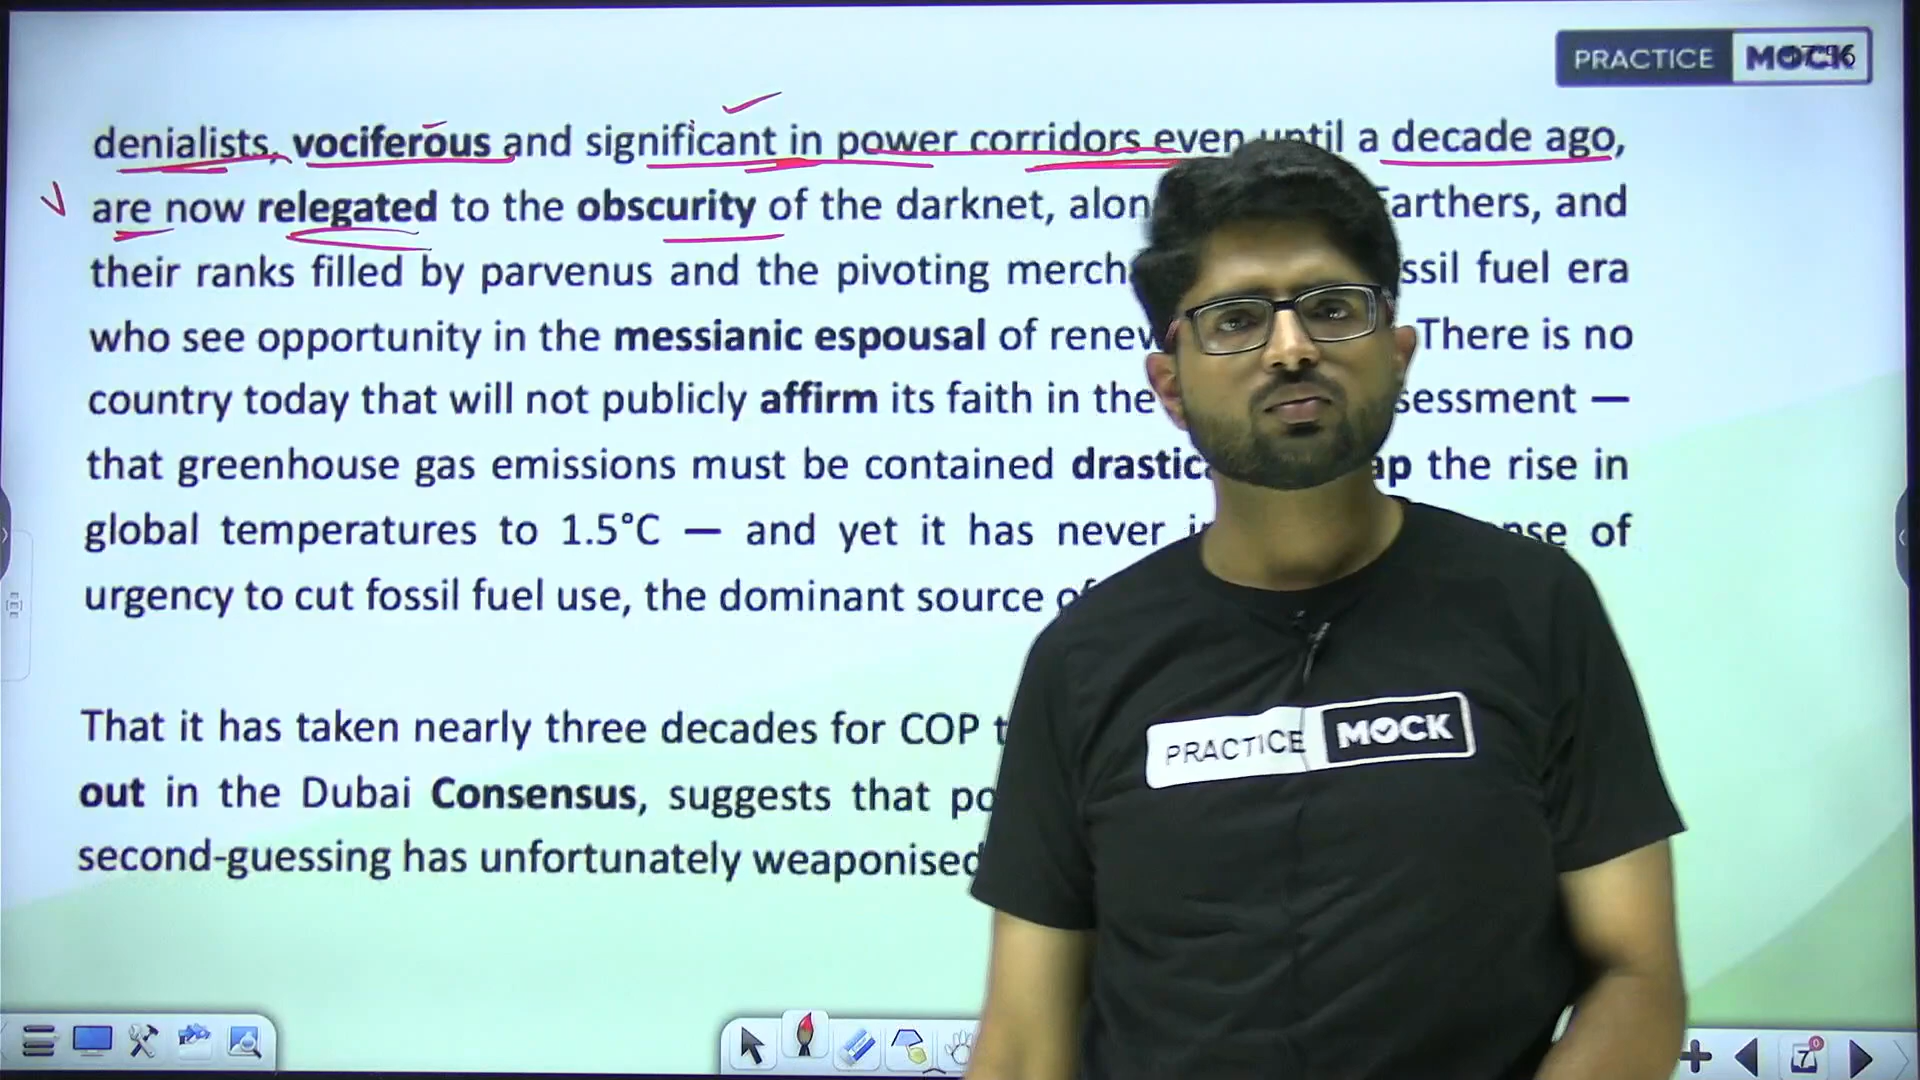 PRACTICE MOCK
denialists, vociferous and significant in power corridors even until a decade ago,
are now relegated to the obscurity of the darknet, alon arthers, and
their ranks filled by parvenus and the pivoting merch ssil fuel era
who see opportunity in the messianic espousal of renew There is no
country today that will not publicly affirm its faith in the sessment —
that greenhouse gas emissions must be contained drastic ap the rise in
global temperatures to 1.5°C — and yet it has never i nse of
urgency to cut fossil fuel use, the dominant source of
That it has taken nearly three decades for COP t
out in the Dubai Consensus, suggests that po
second-guessing has unfortunately weaponised
PRACTICE MOCK
7
0